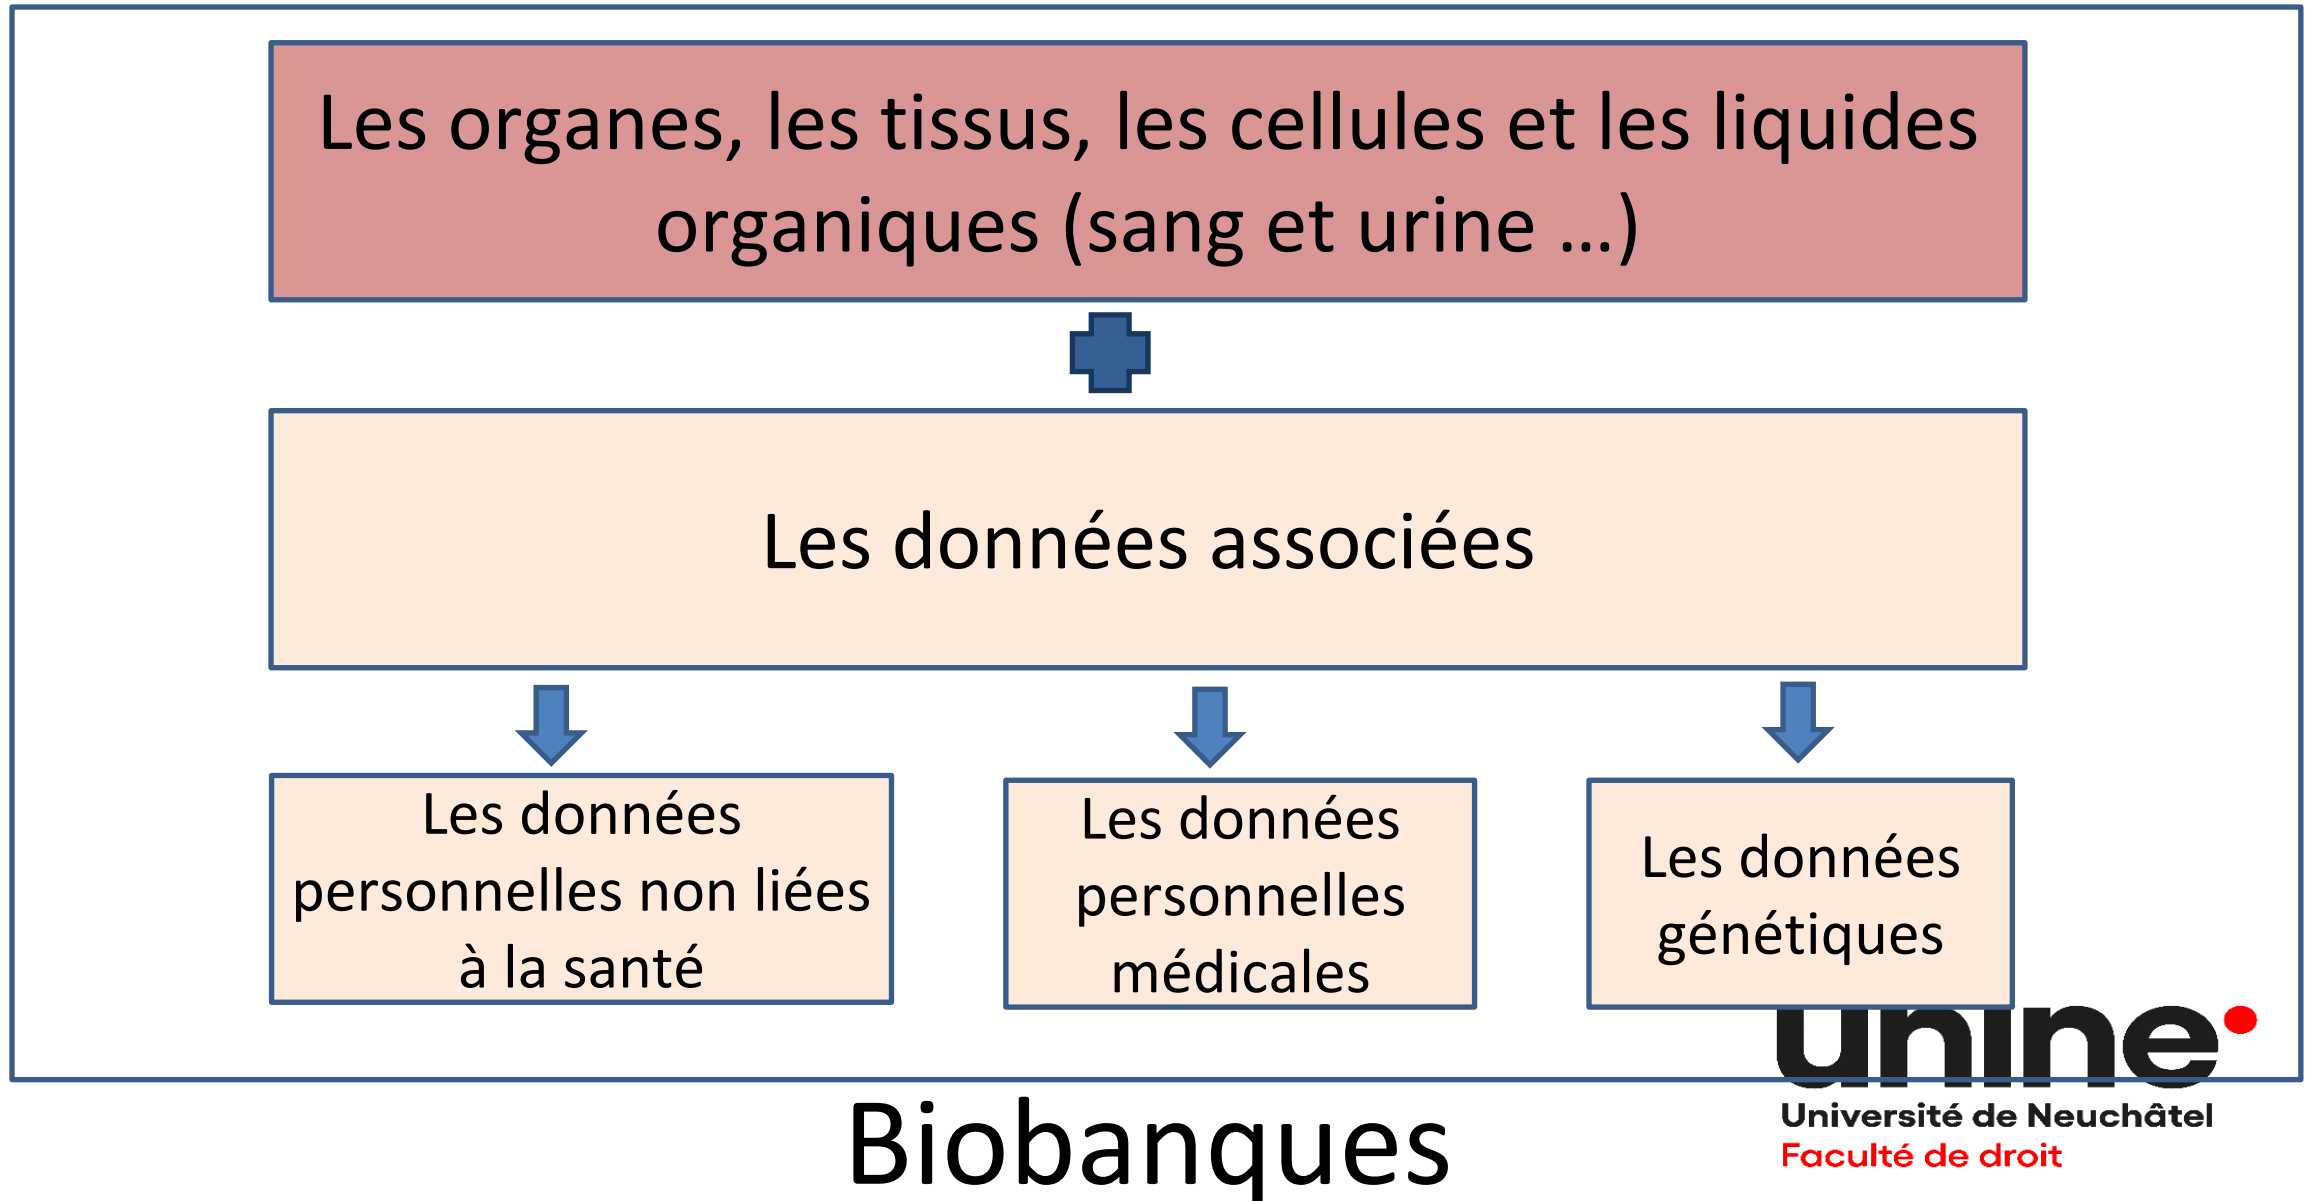 Les organes, les tissus, les cellules et les liquides
organiques (sang et urine ...)
Les données associées
Les données
personnelles non liées
à la santé
Les données
personnelles
médicales
Les données
génétiques
unine
Université de Neuchâtel
Faculté de droit
Biobanques